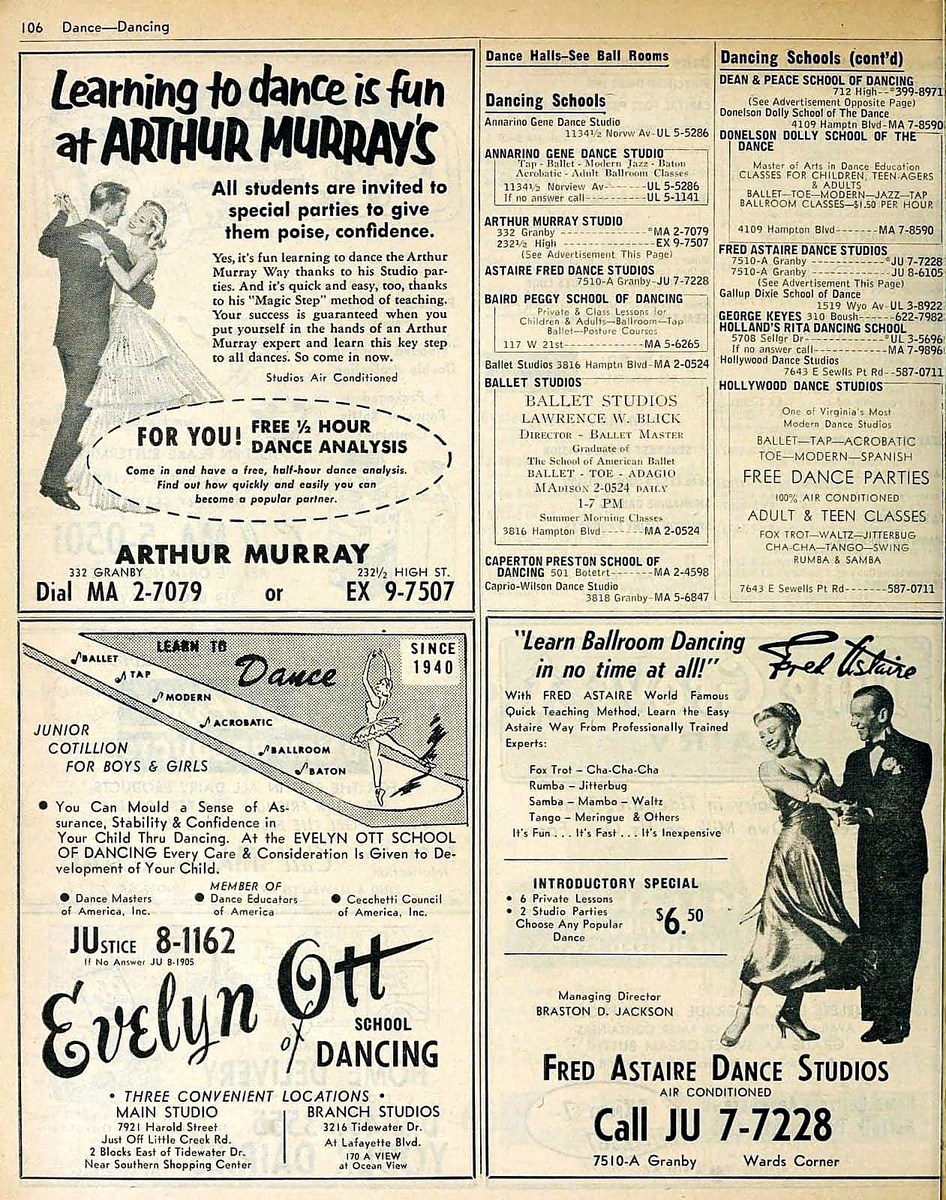 106 Dance—Dancing
Learning to dance is fun
at ARTHUR MURRAY'S
All students are invited to
special parties to give
them poise, confidence.
Yes, it's fun learning to dance the Arthur
Murray Way thanks to his Studio par-
ties. And it's quick and easy, too, thanks
to his "Magic Step" method of teaching.
Your success is guaranteed when you
put yourself in the hands of an Arthur
Murray expert and learn this key step
to all dances. So come in now.
Studios Air Conditioned
FOR YOU! FREE ½ HOUR
DANCE ANALYSIS
Come in and have a free, half-hour dance analysis.
Find out how quickly and easily you can
become a popular partner.
ARTHUR MURRAY
332 GRANBY 232½ HIGH ST.
Dial MA 2-7079 or EX 9-7507
LEARN TO
Dance
SINCE
1940
BALLET
TAP
MODERN
ACROBATIC
BALLROOM
BATON
JUNIOR
COTILLION
FOR BOYS & GIRLS
• You Can Mould a Sense of As-
surance, Stability & Confidence in
Your Child Thru Dancing. At the EVELYN OTT SCHOOL
OF DANCING Every Care & Consideration Is Given to De-
velopment of Your Child.
MEMBER OF
• Dance Masters
of America, Inc.
• Dance Educators
of America
• Cecchetti Council
of America, Inc.
JUSTICE 8-1162
If No Answer JU 8-1905
Evelyn Ott
of SCHOOL
DANCING
• THREE CONVENIENT LOCATIONS •
MAIN STUDIO
7921 Harold Street
Just Off Little Creek Rd.
2 Blocks East of Tidewater Dr.
Near Southern Shopping Center
BRANCH STUDIOS
3216 Tidewater Dr.
At Lafayette Blvd.
170 A VIEW
at Ocean View
Dance Halls—See Ball Rooms
Dancing Schools
Annarino Gene Dance Studio
1134½ Norvw Av-UL 5-5286
ANNARINO GENE DANCE STUDIO
Tap - Ballet - Modern Jazz - Baton
Acrobatic - Adult Ballroom Classes
1134½ Norview Av-------UL 5-5286
If no answer call----------UL 5-1141
ARTHUR MURRAY STUDIO
332 Granby --------------*MA 2-7079
232½ High --------------EX 9-7507
(See Advertisement This Page)
ASTAIRE FRED DANCE STUDIOS
7510-A Granby-JU 7-7228
BAIRD PEGGY SCHOOL OF DANCING
Private & Class Lessons for
Children & Adults—Ballroom—Tap
Ballet—Posture Courses
117 W 21st--------------MA 5-6265
Ballet Studios 3816 Hamptn Blvd-MA 2-0524
BALLET STUDIOS
BALLET STUDIOS
LAWRENCE W. BLICK
DIRECTOR - BALLET MASTER
Graduate of
The School of American Ballet
BALLET - TOE - ADAGIO
MADISON 2-0524 DAILY
1-7 PM
Summer Morning Classes
3816 Hampton Blvd-------MA 2-0524
CAPERTON PRESTON SCHOOL OF
DANCING 501 Botetrt-------MA 2-4598
Caprio-Wilson Dance Studio
3818 Granby-MA 5-6847
Dancing Schools (cont'd)
DEAN & PEACE SCHOOL OF DANCING
712 High--*399-8971
(See Advertisement Opposite Page)
Donelson Dolly School of The Dance
4109 Hamptn Blvd-MA 7-8590
DONELSON DOLLY SCHOOL OF THE
DANCE
Master of Arts in Dance Education
CLASSES FOR CHILDREN, TEEN-AGERS
& ADULTS
BALLET—TOE—MODERN—JAZZ—TAP
BALLROOM CLASSES—$1.50 PER HOUR
4109 Hampton Blvd-------MA 7-8590
FRED ASTAIRE DANCE STUDIOS
7510-A Granby ------------*JU 7-7228
7510-A Granby ------------JU 8-6105
(See Advertisement This Page)
Gallup Dixie School of Dance
1519 Wyo Av-UL 3-8922
GEORGE KEYES 310 Boush------622-7982
HOLLAND'S RITA DANCING SCHOOL
5708 Sellgr Dr------------*UL 3-5696
If no answer call-----------MA 7-9896
Hollywood Dance Studios
7643 E Sewells Pt Rd--587-0711
HOLLYWOOD DANCE STUDIOS
One of Virginia's Most
Modern Dance Studios
BALLET—TAP—ACROBATIC
TOE—MODERN—SPANISH
FREE DANCE PARTIES
100% AIR CONDITIONED
ADULT & TEEN CLASSES
FOX TROT—WALTZ—JITTERBUG
CHA-CHA—TANGO—SWING
RUMBA & SAMBA
7643 E Sewells Pt Rd-------587-0711
"Learn Ballroom Dancing
in no time at all!"
Fred Astaire
With FRED ASTAIRE World Famous
Quick Teaching Method, Learn the Easy
Astaire Way From Professionally Trained
Experts:
Fox Trot – Cha-Cha-Cha
Rumba – Jitterbug
Samba – Mambo – Waltz
Tango – Meringue & Others
It's Fun . . . It's Fast . . . It's Inexpensive
INTRODUCTORY SPECIAL
• 6 Private Lessons
• 2 Studio Parties
Choose Any Popular
Dance
$6.50
Managing Director
BRASTON D. JACKSON
FRED ASTAIRE DANCE STUDIOS
AIR CONDITIONED
Call JU 7-7228
7510-A Granby Wards Corner